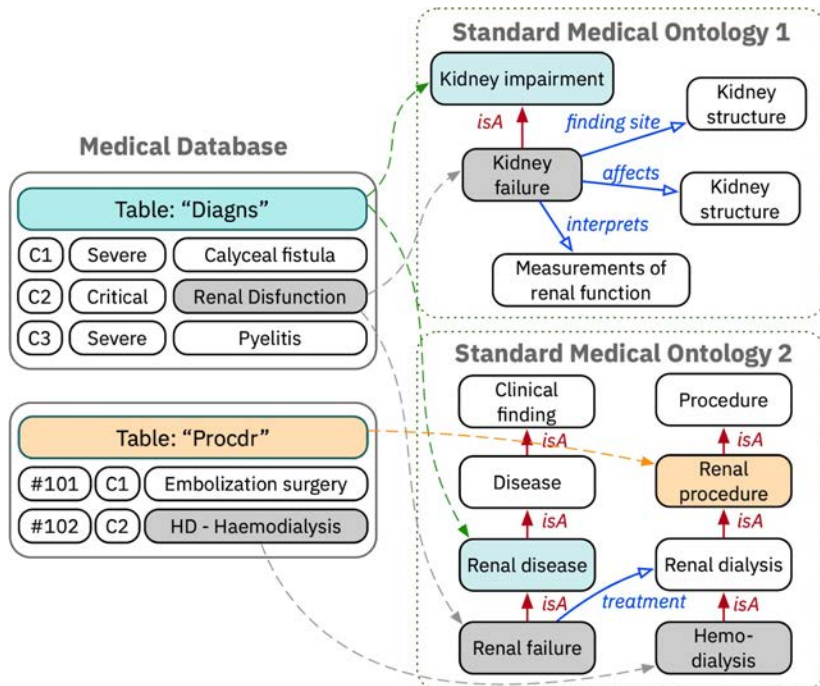 Medical Database
Table: “Diagns”
C1 Severe Calyceal fistula
C2 Critical Renal Disfunction
C3 Severe Pyelitis
Table: “Procdr”
#101 C1 Embolization surgery
#102 C2 HD - Haemodialysis
Standard Medical Ontology 1
Kidney impairment
isA
finding site
Kidney
structure
Kidney
failure
affects
Kidney
structure
interprets
Measurements of
renal function
Standard Medical Ontology 2
Clinical
finding
Procedure
isA
isA
Disease
Renal
procedure
isA
isA
Renal disease
Renal dialysis
isA
treatment
isA
Renal failure
Hemo-
dialysis